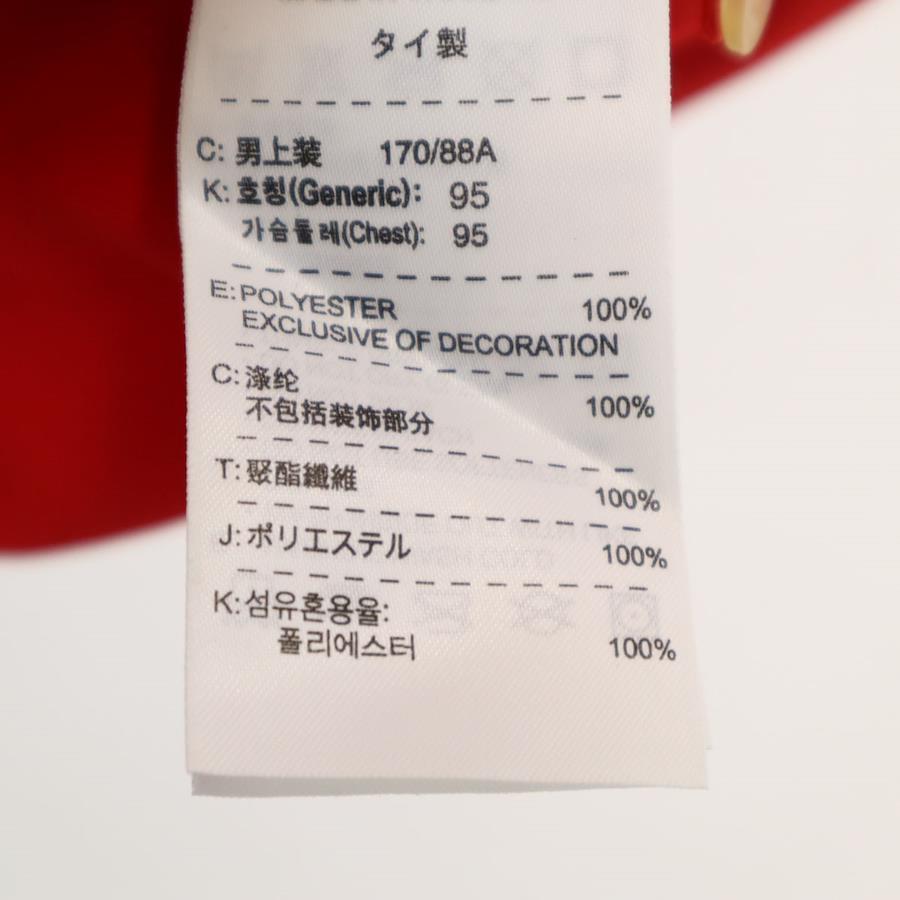 タイ製
C: 男上装 170/88A
K: 호칭(Generic): 95
가슴둘레(Chest): 95
E: POLYESTER 100%
EXCLUSIVE OF DECORATION
C: 涤纶 100%
不包括装饰部分
T: 聚酯纖維 100%
J: ポリエステル 100%
K: 섬유혼용율:
폴리에스터 100%